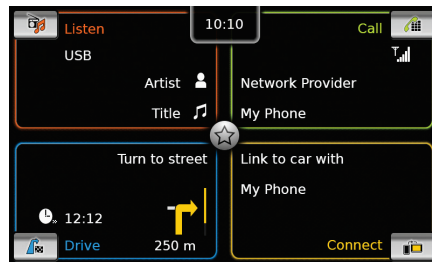 10:10
Listen
USB
Artist
Title
Call
Network Provider
My Phone
Turn to street
12:12
Drive
250 m
Link to car with
My Phone
Connect